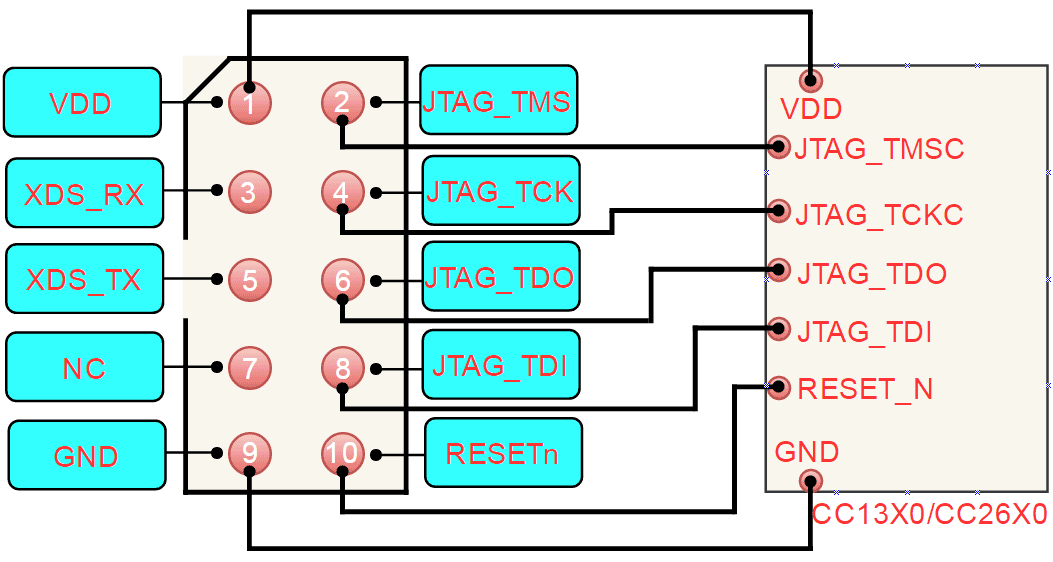 VDD
1
2
JTAG_TMS
XDS_RX
3
4
JTAG_TCK
XDS_TX
5
6
JTAG_TDO
NC
7
8
JTAG_TDI
GND
9
10
RESETn
VDD
JTAG_TMSC
JTAG_TCKC
JTAG_TDO
JTAG_TDI
RESET_N
GND
CC13X0/CC26X0